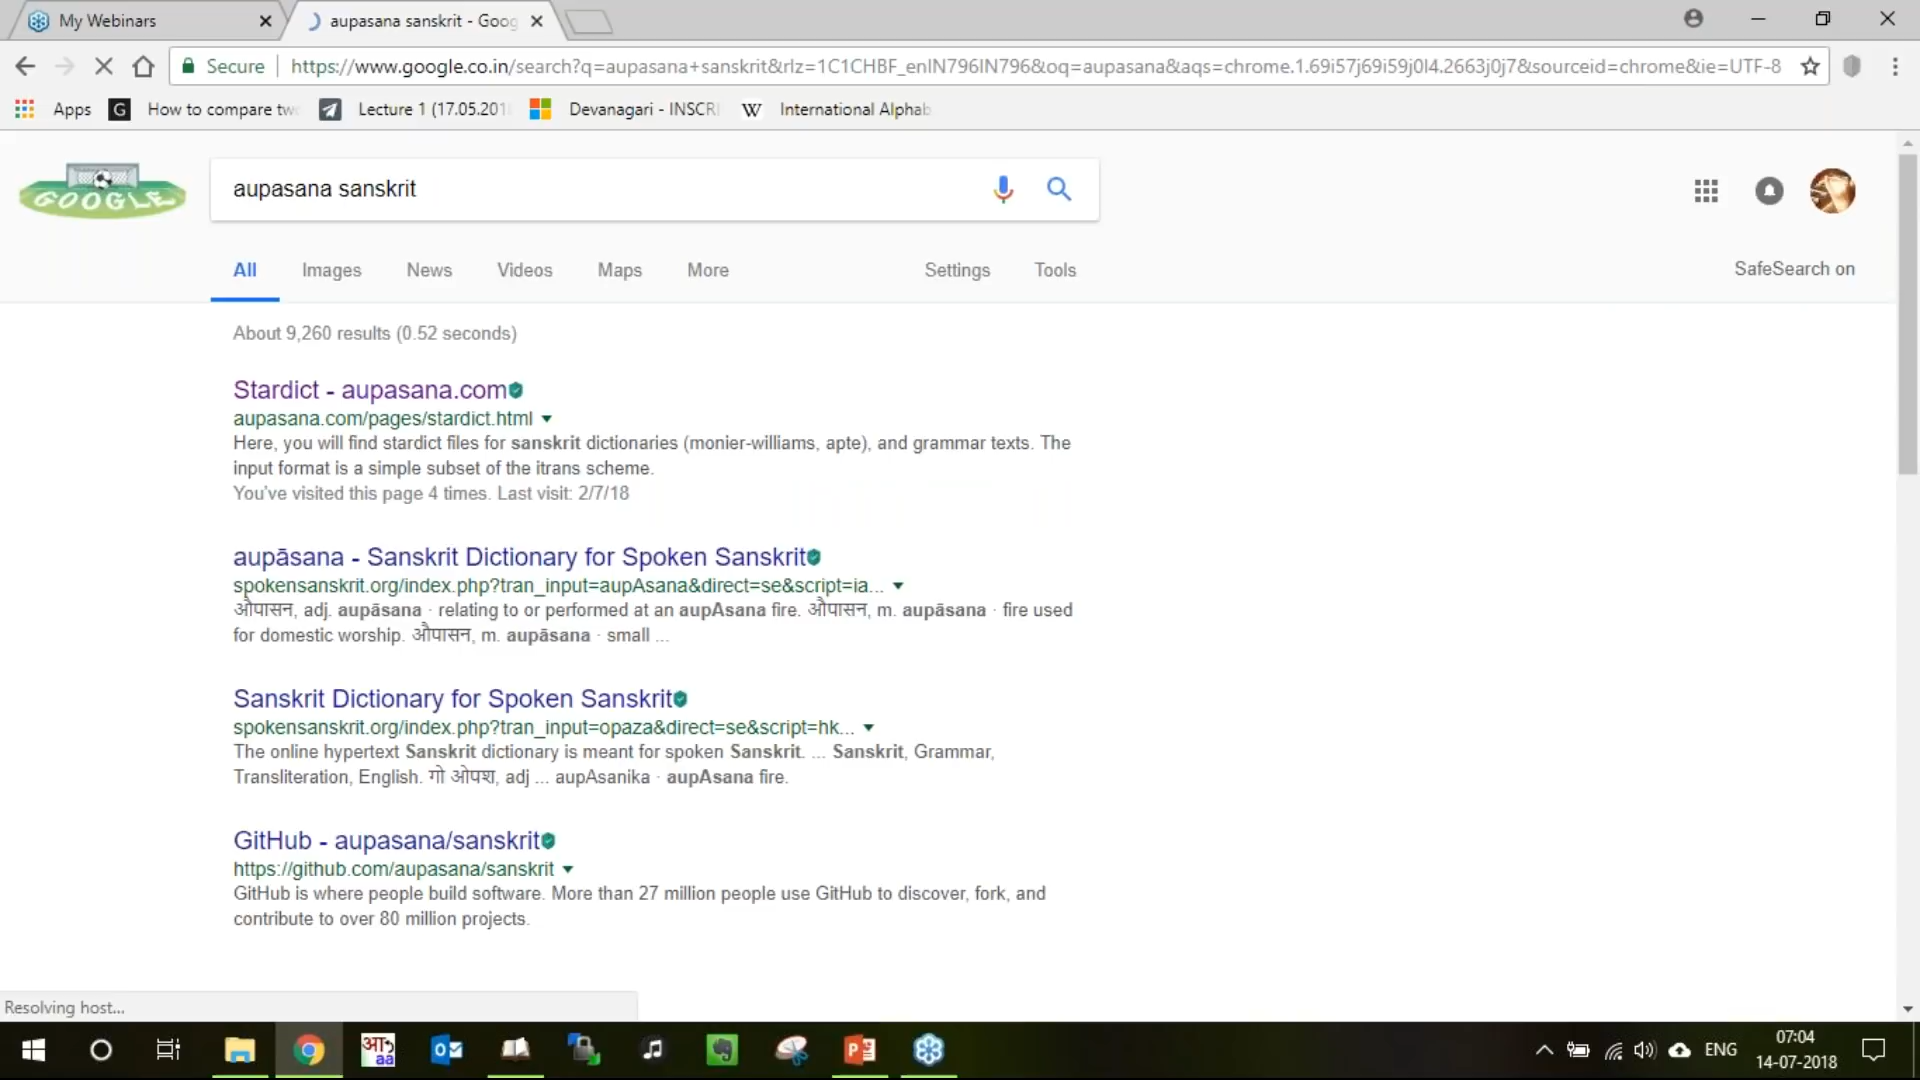 My Webinars
aupasana sanskrit - Goog
Secure https://www.google.co.in/search?q=aupasana+sanskrit&rlz=1C1CHBF_enIN796IN796&oq=aupasana&aqs=chrome.1.69i57j69i59j0l4.2663j0j7&sourceid=chrome&ie=UTF-8
Apps G How to compare tw Lecture 1 (17.05.201 Devanagari - INSCRI W International Alphab
GOOGLE aupasana sanskrit
All Images News Videos Maps More Settings Tools SafeSearch on
About 9,260 results (0.52 seconds)
Stardict - aupasana.com
aupasana.com/pages/stardict.html
Here, you will find stardict files for sanskrit dictionaries (monier-williams, apte), and grammar texts. The
input format is a simple subset of the itrans scheme.
You've visited this page 4 times. Last visit: 2/7/18
aupāsana - Sanskrit Dictionary for Spoken Sanskrit
spokensanskrit.org/index.php?tran_input=aupAsana&direct=se&script=ia...
औपासन, adj. aupāsana · relating to or performed at an aupAsana fire. औपासन, m. aupāsana · fire used
for domestic worship. औपासन, m. aupāsana · small ...
Sanskrit Dictionary for Spoken Sanskrit
spokensanskrit.org/index.php?tran_input=opaza&direct=se&script=hk...
The online hypertext Sanskrit dictionary is meant for spoken Sanskrit. ... Sanskrit, Grammar,
Transliteration, English. गो ओपश, adj ... aupAsanika · aupAsana fire.
GitHub - aupasana/sanskrit
https://github.com/aupasana/sanskrit
GitHub is where people build software. More than 27 million people use GitHub to discover, fork, and
contribute to over 80 million projects.
Resolving host...
ENG 07:04
14-07-2018